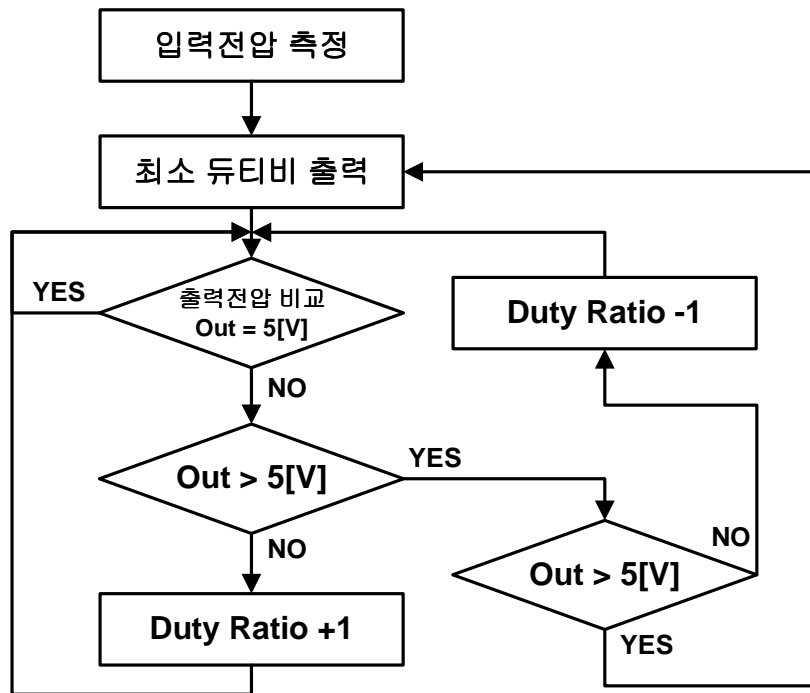 입력전압 측정
최소 듀티비 출력
YES
출력전압 비교
Out = 5[V]
Duty Ratio -1
NO
Out > 5[V]
YES
NO
Out > 5[V]
NO
Duty Ratio +1
YES